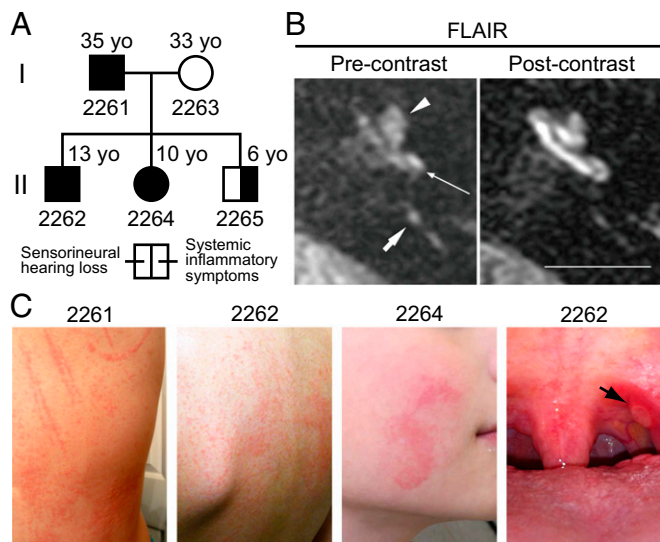 A
35 yo
33 yo
I
2261
2263
13 yo
10 yo
6 yo
II
2262
2264
2265
Sensorineural
hearing loss
Systemic
inflammatory
symptoms
B
FLAIR
Pre-contrast
Post-contrast
C
2261
2262
2264
2262